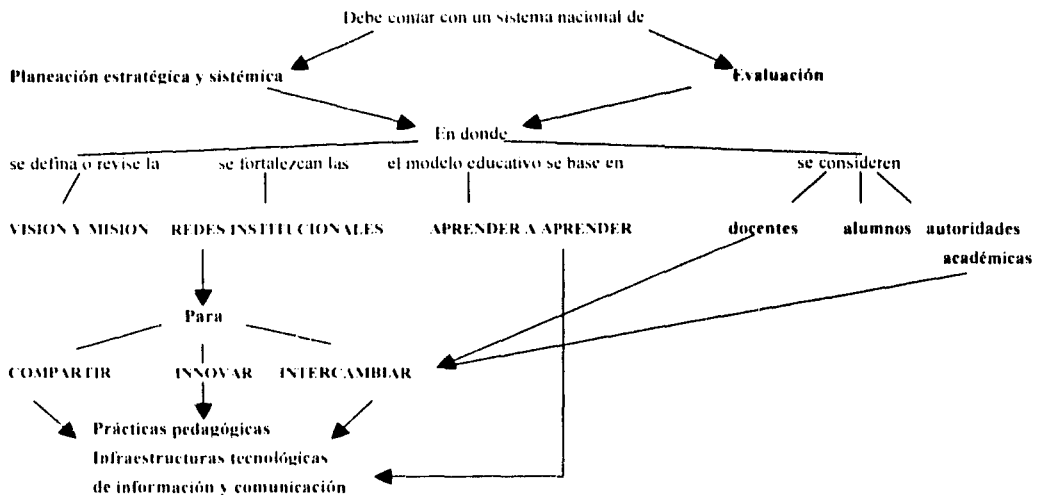 Debe contar con un sistema nacional de
Planeación estratégica y sistémica
Evaluación
En donde
se defina o revise la
se fortalezcan las
el modelo educativo se base en
se consideren
VISION Y MISION
REDES INSTITUCIONALES
APRENDER A APRENDER
docentes
alumnos
autoridades
académicas
Para
COMPARTIR
INNOVAR
INTERCAMBIAR
Prácticas pedagógicas
Infraestructuras tecnológicas
de información y comunicación